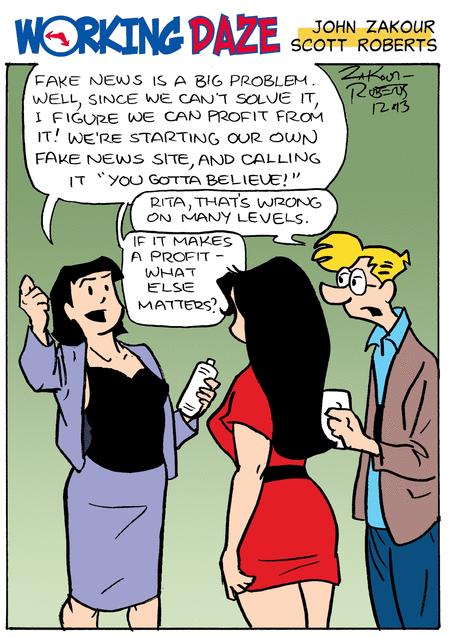 WORKING DAZE
JOHN ZAKOUR
SCOTT ROBERTS
FAKE NEWS IS A BIG PROBLEM.
WELL, SINCE WE CAN'T SOLVE IT,
I FIGURE WE CAN PROFIT FROM
IT! WE'RE STARTING OUR OWN
FAKE NEWS SITE, AND CALLING
IT "YOU GOTTA BELIEVE!"
ZAKOUR –
ROBERTS
12-13
RITA, THAT'S WRONG
ON MANY LEVELS.
IF IT MAKES
A PROFIT –
WHAT
ELSE
MATTERS?